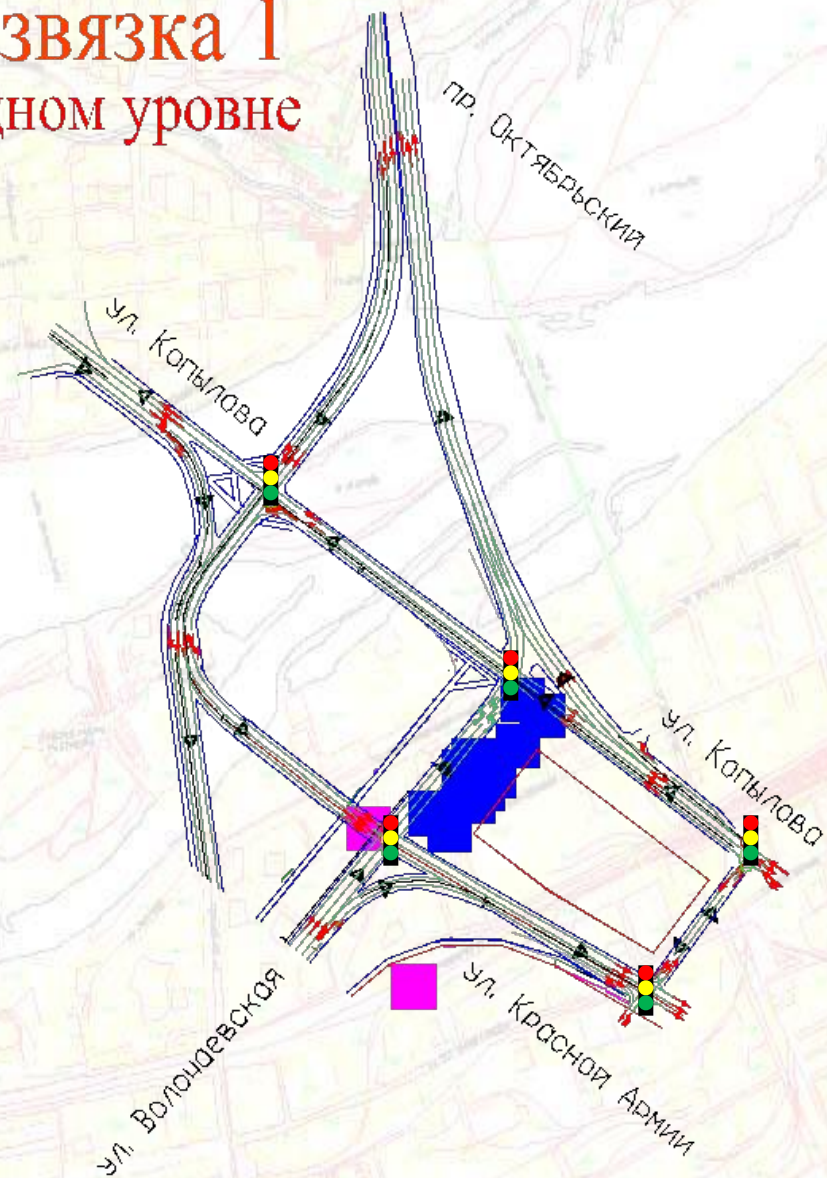 звязка 1
дном уровне
пр. Октябрьский
ул. Копылова
ул. Копылова
ул. Красной Армии
ул. Волочаевская